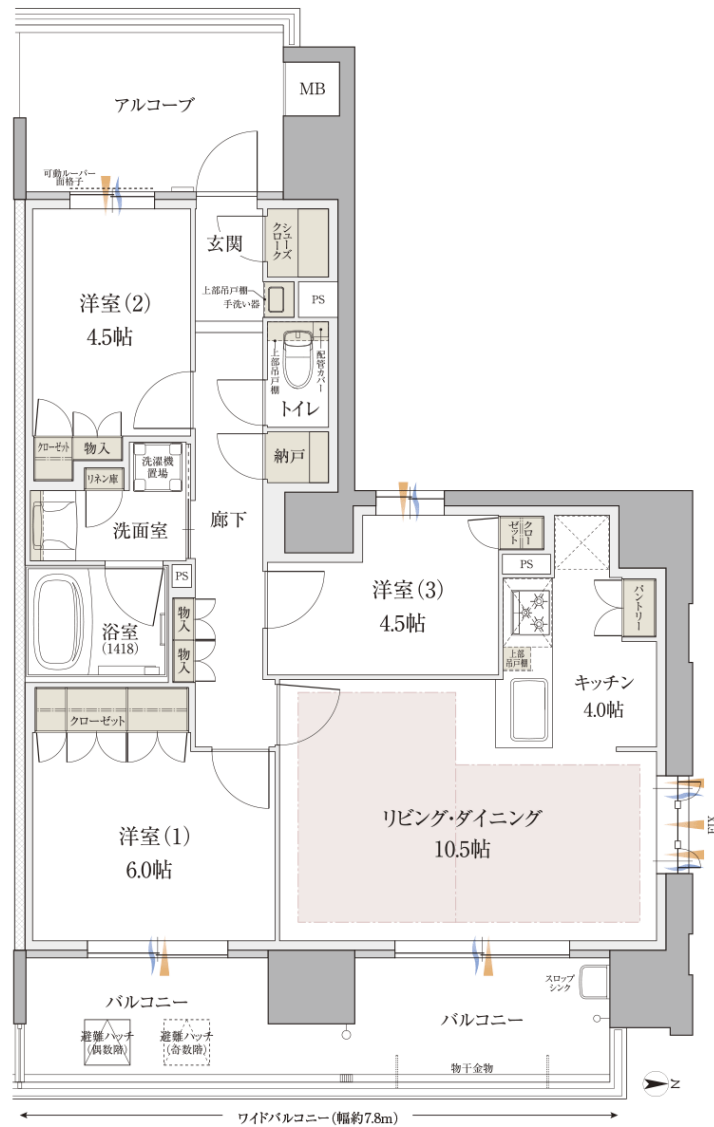 MB
アルコーブ
可動ルーバー
面格子
玄関
シューズ
クローク
洋室(2)
4.5帖
上部吊戸棚
手洗い器
PS
上部吊戸棚
配管カバー
トイレ
クローゼット
物入
洗濯機
置場
納戸
リネン庫
洗面室
廊下
クロー
ゼット
PS
洋室(3)
4.5帖
PS
パントリー
浴室
(1418)
物入
物入
上部
吊戸棚
キッチン
4.0帖
クローゼット
リビング・ダイニング
10.5帖
FIX
洋室(1)
6.0帖
バルコニー
スロップ
シンク
バルコニー
避難ハッチ
(偶数階)
避難ハッチ
(奇数階)
物干金物
N
ワイドバルコニー(幅約7.8m)